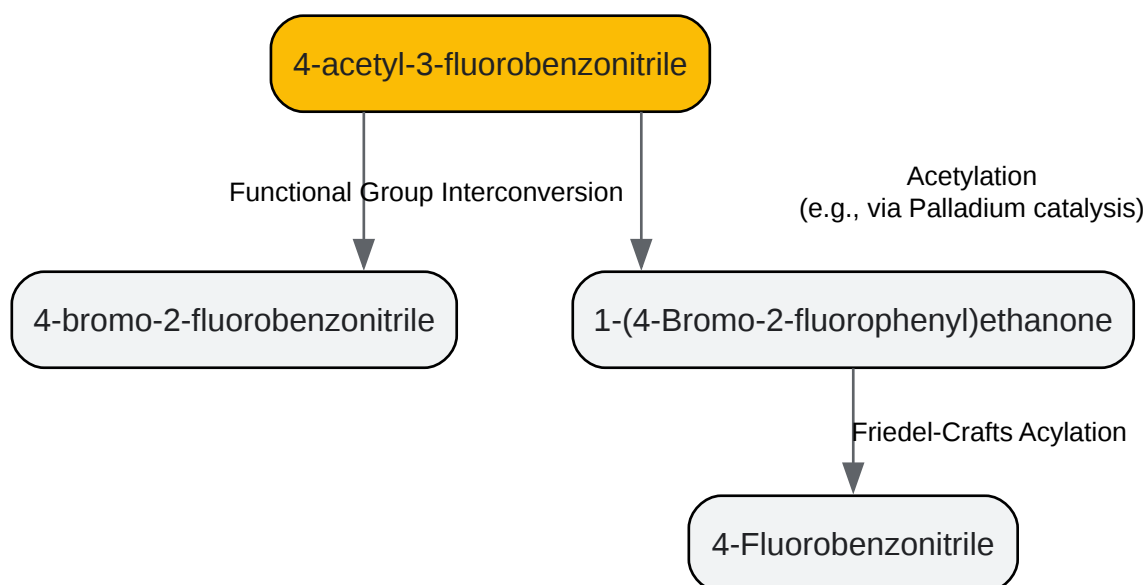 4-acetyl-3-fluorobenzonitrile
Functional Group Interconversion
Acetylation
(e.g., via Palladium catalysis)
4-bromo-2-fluorobenzonitrile
1-(4-Bromo-2-fluorophenyl)ethanone
Friedel-Crafts Acylation
4-Fluorobenzonitrile